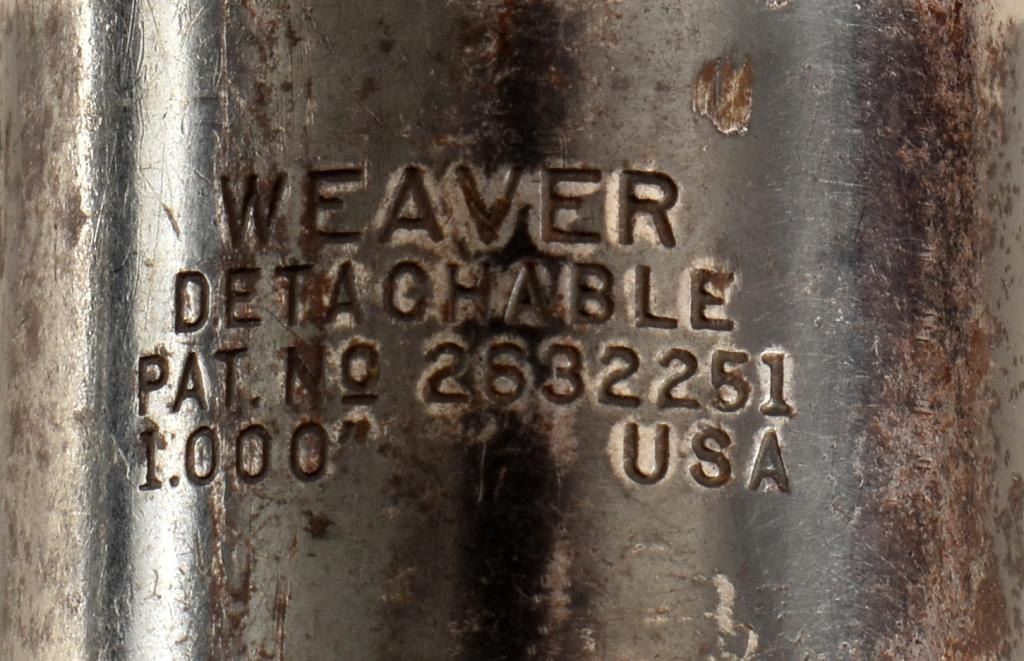 WEAVER
DETACHABLE
PAT. Nº 2632251
1.000" USA